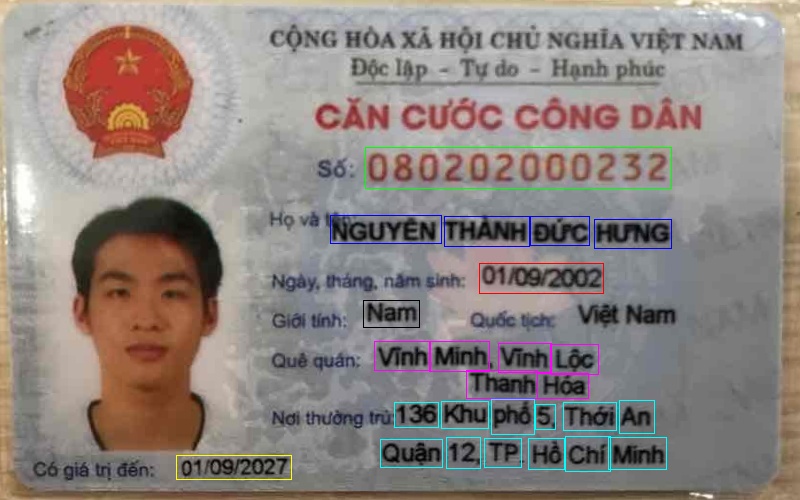 CỘNG HÒA XÃ HỘI CHỦ NGHĨA VIỆT NAM
Độc lập - Tự do - Hạnh phúc
CĂN CƯỚC CÔNG DÂN
Số: 080202000232
Họ và tên:
NGUYỄN THÀNH ĐỨC HƯNG
Ngày, tháng, năm sinh: 01/09/2002
Giới tính: Nam Quốc tịch: Việt Nam
Quê quán: Vĩnh Minh, Vĩnh Lộc
Thanh Hóa
Nơi thường trú: 136 Khu phố 5, Thới An
Quận 12, TP. Hồ Chí Minh
Có giá trị đến: 01/09/2027